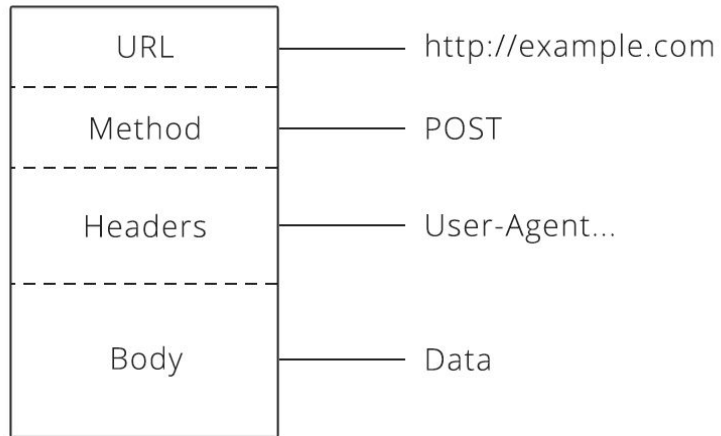 URL http://example.com
Method POST
Headers User-Agent...
Body Data